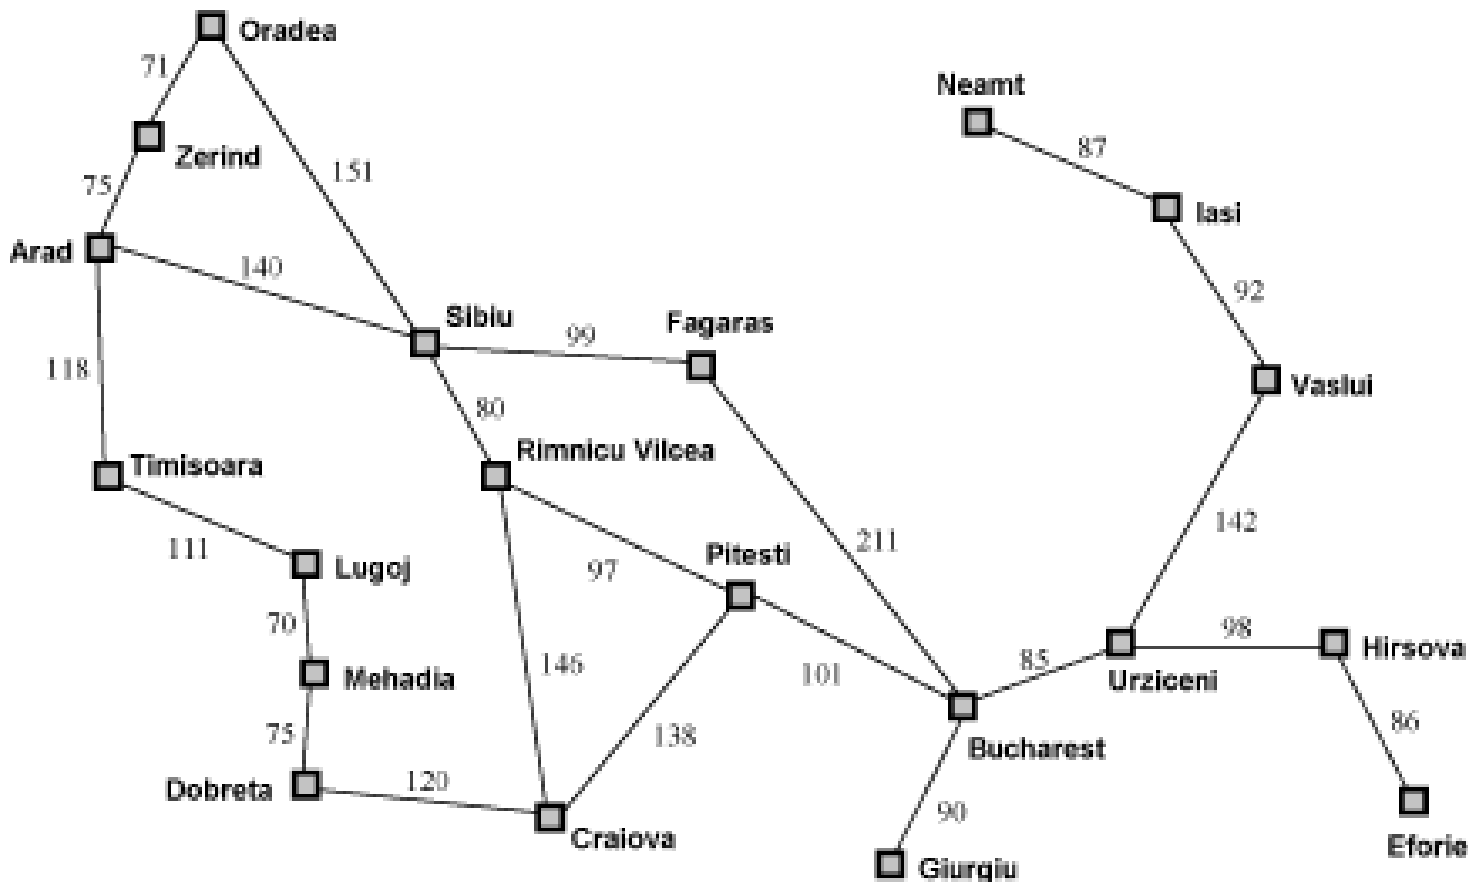 Oradea
Neamt
71
87
Zerind
151
75
Iasi
Arad
140
92
Sibiu
Fagaras
99
118
Vaslui
80
Rimnicu Vilcea
Timisoara
142
211
111
Lugoj
97
Pitesti
70
98
Hirsova
146
101
85
Mehadia
Urziceni
75
138
86
Bucharest
Dobreta
120
90
Craiova
Eforie
Giurgiu